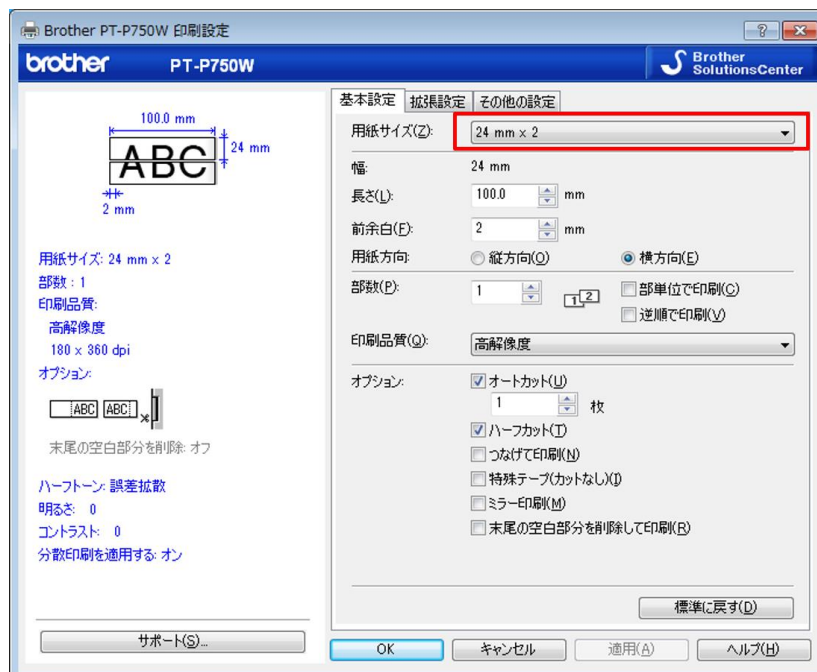 Brother PT-P750W 印刷設定
brother PT-P750W
Brother
SolutionsCenter
100.0 mm
ABC
24 mm
2 mm
用紙サイズ: 24 mm x 2
部数 : 1
印刷品質:
高解像度
180 x 360 dpi
オプション:
ABC ABC
末尾の空白部分を削除: オフ
ハーフトーン: 誤差拡散
明るさ: 0
コントラスト: 0
分散印刷を適用する: オン
サポート(S)...
基本設定 拡張設定 その他の設定
用紙サイズ(Z): 24 mm x 2
幅: 24 mm
長さ(L): 100.0 mm
前余白(F): 2 mm
用紙方向: 縦方向(O) 横方向(E)
部数(P): 1 1 2 部単位で印刷(C)
逆順で印刷(V)
印刷品質(Q): 高解像度
オプション: オートカット(U)
1 枚
ハーフカット(T)
つなげて印刷(N)
特殊テープ(カットなし)(I)
ミラー印刷(M)
末尾の空白部分を削除して印刷(R)
標準に戻す(D)
OK キャンセル 適用(A) ヘルプ(H)